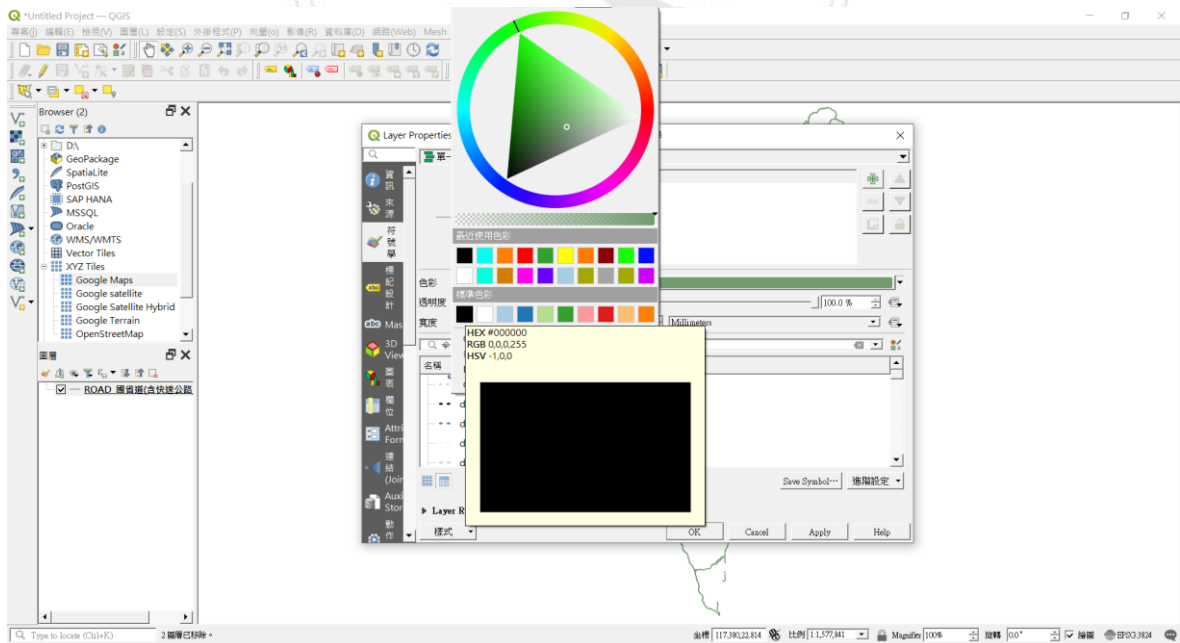 *Untitled Project — QGIS
專案(J) 編輯(E) 檢視(V) 圖層(L) 設定(S) 外掛程式(P) 向量(o) 影像(R) 資料庫(D) 網路(Web) Mesh
Browser (2)
D:\
GeoPackage
SpatiaLite
PostGIS
SAP HANA
MSSQL
Oracle
WMS/WMTS
Vector Tiles
XYZ Tiles
Google Maps
Google satellite
Google Satellite Hybrid
Google Terrain
OpenStreetMap
圖層
ROAD_國省道(含快速公路
Layer Properties
資訊
來源
符號學
標記設計
Mas
3D View
圖表
欄位
Attri Form
連結 (Join
Auxi Stor
動作
單一
最近使用色彩
標準色彩
色彩
透明度
100.0 %
寬度
Millimeters
HEX #000000
RGB 0,0,0,255
HSV -1,0,0
名稱
Save Symbol…
進階設定
Layer R
樣式
OK
Cancel
Apply
Help
Type to locate (Ctrl+K)
2 圖層已移除。
坐標 117.380,22.814
比例 1:1,577,841
Magnifier 100%
旋轉 0.0°
繪圖
EPSG:3824